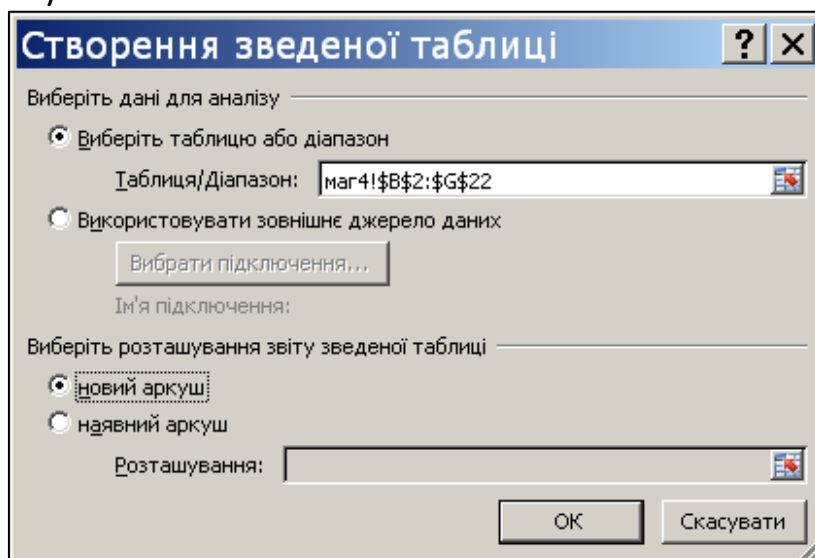 Створення зведеної таблиці
Виберіть дані для аналізу
Виберіть таблицю або діапазон
Таблиця/Діапазон: маг4!$B$2:$G$22
Використовувати зовнішнє джерело даних
Вибрати підключення...
Ім'я підключення:
Виберіть розташування звіту зведеної таблиці
новий аркуш
наявний аркуш
Розташування:
ОК Скасувати